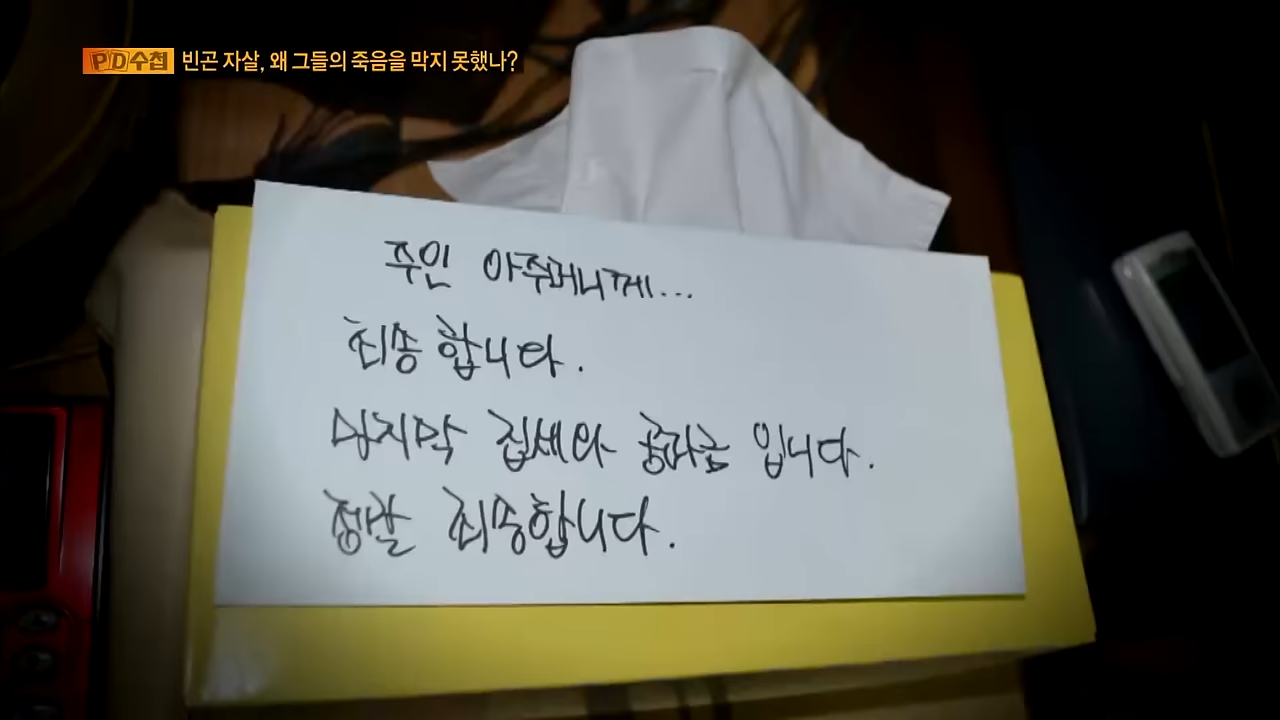 PD수첩 빈곤 자살, 왜 그들의 죽음을 막지 못했나?
주인 아주머니께...
죄송합니다.
마지막 집세와 공과금 입니다.
정말 죄송합니다.